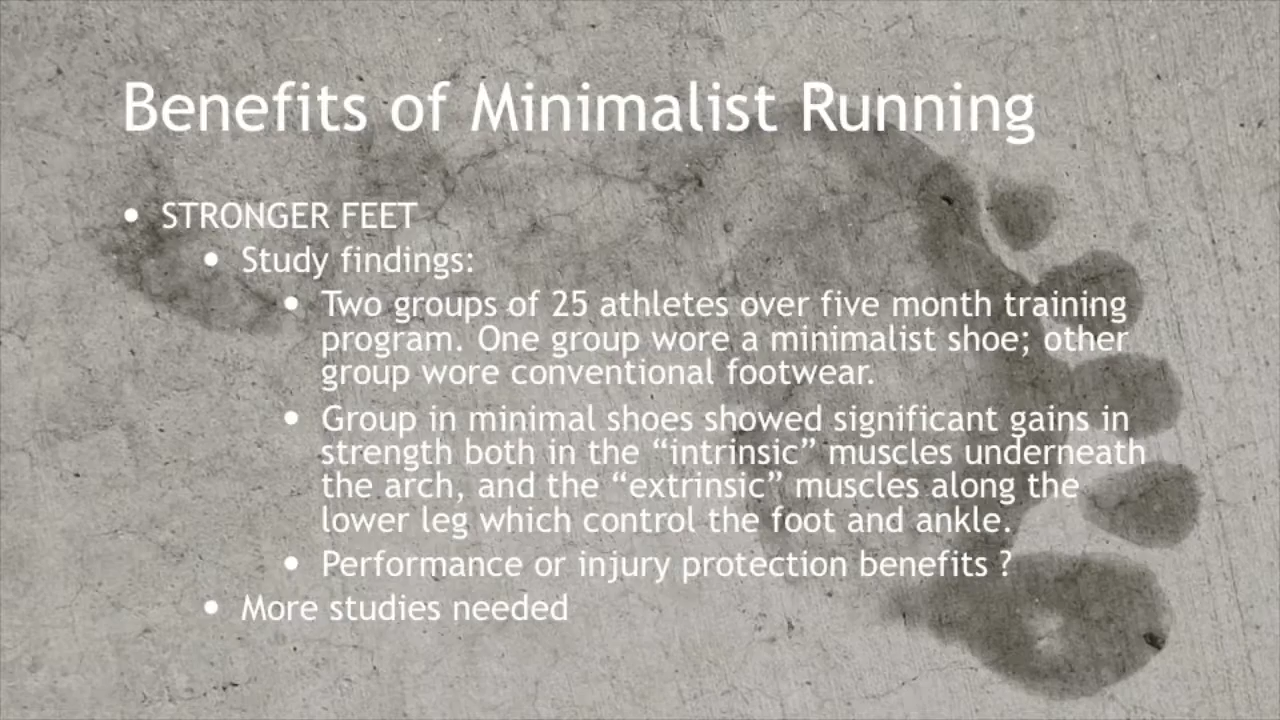 Benefits of Minimalist Running
• STRONGER FEET
• Study findings:
• Two groups of 25 athletes over five month training
program. One group wore a minimalist shoe; other
group wore conventional footwear.
• Group in minimal shoes showed significant gains in
strength both in the “intrinsic” muscles underneath
the arch, and the “extrinsic” muscles along the
lower leg which control the foot and ankle.
• Performance or injury protection benefits ?
• More studies needed